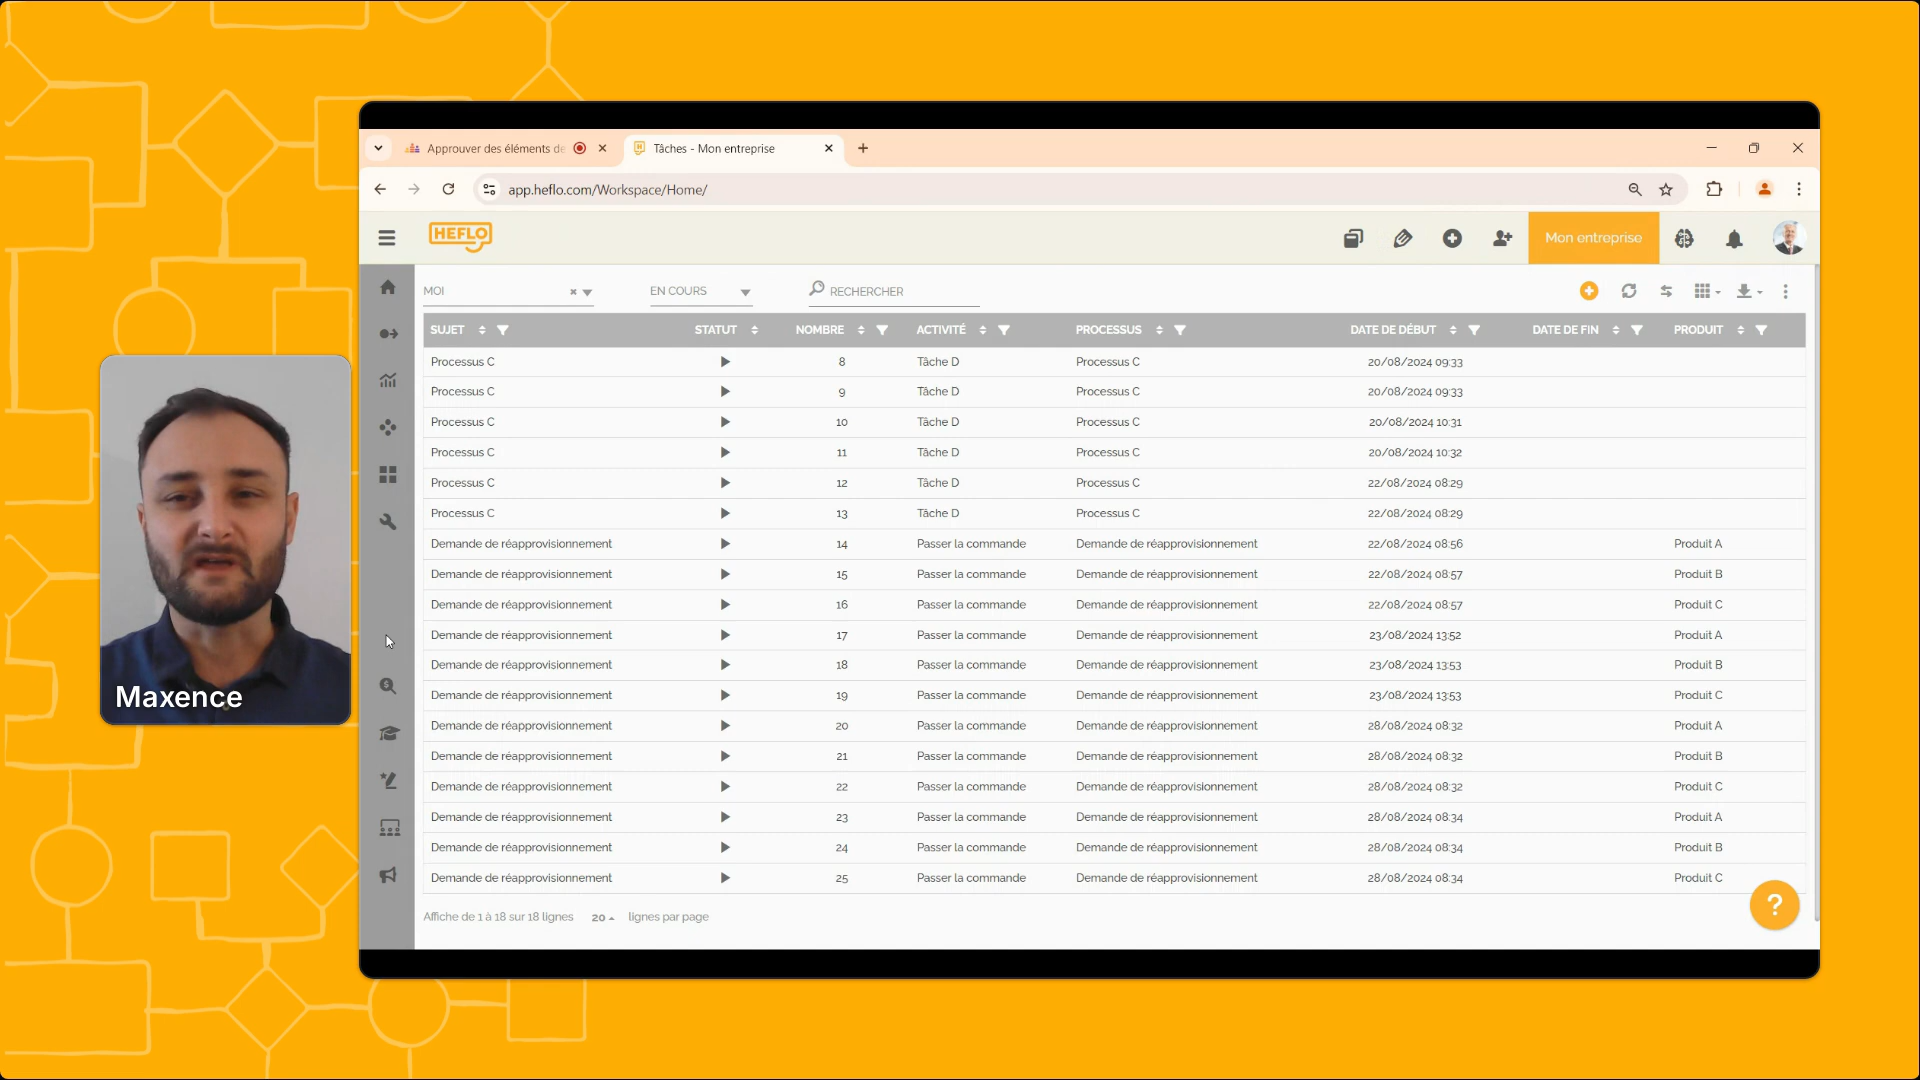 Approuver des éléments de
Tâches - Mon entreprise
app.heflo.com/Workspace/Home/
HEFLO
Mon entreprise
MOI
EN COURS
RECHERCHER
SUJET STATUT NOMBRE ACTIVITÉ PROCESSUS DATE DE DÉBUT DATE DE FIN PRODUIT
Processus C 8 Tâche D Processus C 20/08/2024 09:33
Processus C 9 Tâche D Processus C 20/08/2024 09:33
Processus C 10 Tâche D Processus C 20/08/2024 10:31
Processus C 11 Tâche D Processus C 20/08/2024 10:32
Processus C 12 Tâche D Processus C 22/08/2024 08:29
Processus C 13 Tâche D Processus C 22/08/2024 08:29
Demande de réapprovisionnement 14 Passer la commande Demande de réapprovisionnement 22/08/2024 08:56 Produit A
Demande de réapprovisionnement 15 Passer la commande Demande de réapprovisionnement 22/08/2024 08:57 Produit B
Demande de réapprovisionnement 16 Passer la commande Demande de réapprovisionnement 22/08/2024 08:57 Produit C
Demande de réapprovisionnement 17 Passer la commande Demande de réapprovisionnement 23/08/2024 13:52 Produit A
Demande de réapprovisionnement 18 Passer la commande Demande de réapprovisionnement 23/08/2024 13:53 Produit B
Demande de réapprovisionnement 19 Passer la commande Demande de réapprovisionnement 23/08/2024 13:53 Produit C
Demande de réapprovisionnement 20 Passer la commande Demande de réapprovisionnement 28/08/2024 08:32 Produit A
Demande de réapprovisionnement 21 Passer la commande Demande de réapprovisionnement 28/08/2024 08:32 Produit B
Demande de réapprovisionnement 22 Passer la commande Demande de réapprovisionnement 28/08/2024 08:32 Produit C
Demande de réapprovisionnement 23 Passer la commande Demande de réapprovisionnement 28/08/2024 08:34 Produit A
Demande de réapprovisionnement 24 Passer la commande Demande de réapprovisionnement 28/08/2024 08:34 Produit B
Demande de réapprovisionnement 25 Passer la commande Demande de réapprovisionnement 28/08/2024 08:34 Produit C
Affiche de 1 à 18 sur 18 lignes 20 lignes par page
?
Maxence